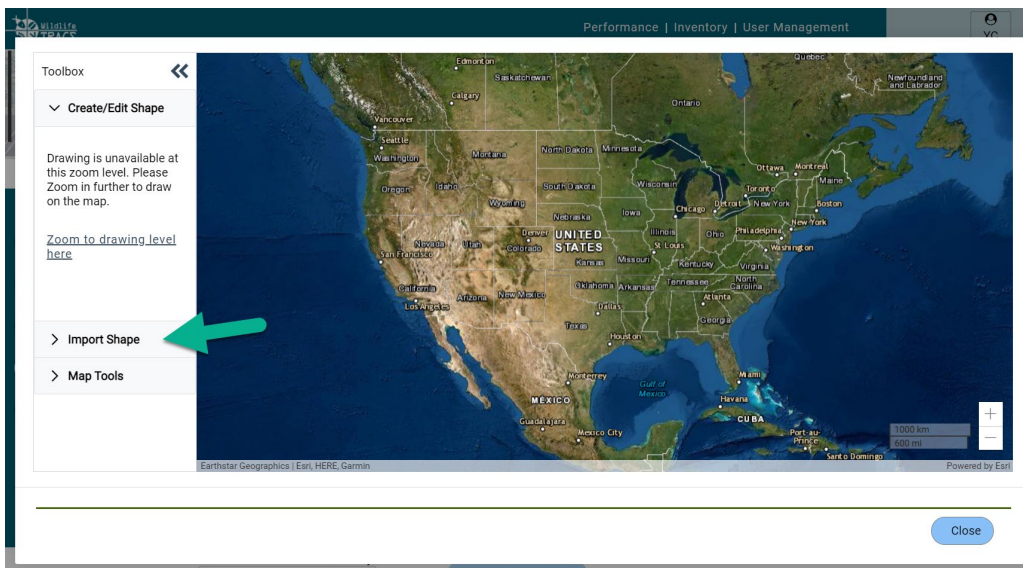 Wildlife
TRACS
Performance | Inventory | User Management
YC
Toolbox
Create/Edit Shape
Drawing is unavailable at
this zoom level. Please
Zoom in further to draw
on the map.
Zoom to drawing level
here
Import Shape
Map Tools
Edmonton
Saskatchewan
Calgary
Vancouver
Seattle
Washington
Montana
North Dakota
Minnesota
Ontario
Quebec
Newfoundland
and Labrador
Ottawa
Montreal
Maine
Toronto
Oregon
Idaho
Wyoming
South Dakota
Wisconsin
Chicago
Detroit
New York
Boston
New York
Nebraska
Iowa
Illinois
Ohio
Philadelphia
Washington
Nevada
Utah
Denver
Colorado
UNITED
STATES
Kansas
St Louis
Missouri
Kentucky
Virginia
San Francisco
California
Los Angeles
Arizona
New Mexico
Oklahoma
Arkansas
Tennessee
North
Carolina
Atlanta
Dallas
Georgia
Texas
Houston
Monterrey
Gulf of
Mexico
Miami
MÉXICO
Havana
CUBA
Guadalajara
Mexico City
Port-au-
Prince
Santo Domingo
1000 km
600 mi
Earthstar Geographics | Esri, HERE, Garmin
Powered by Esri
Close